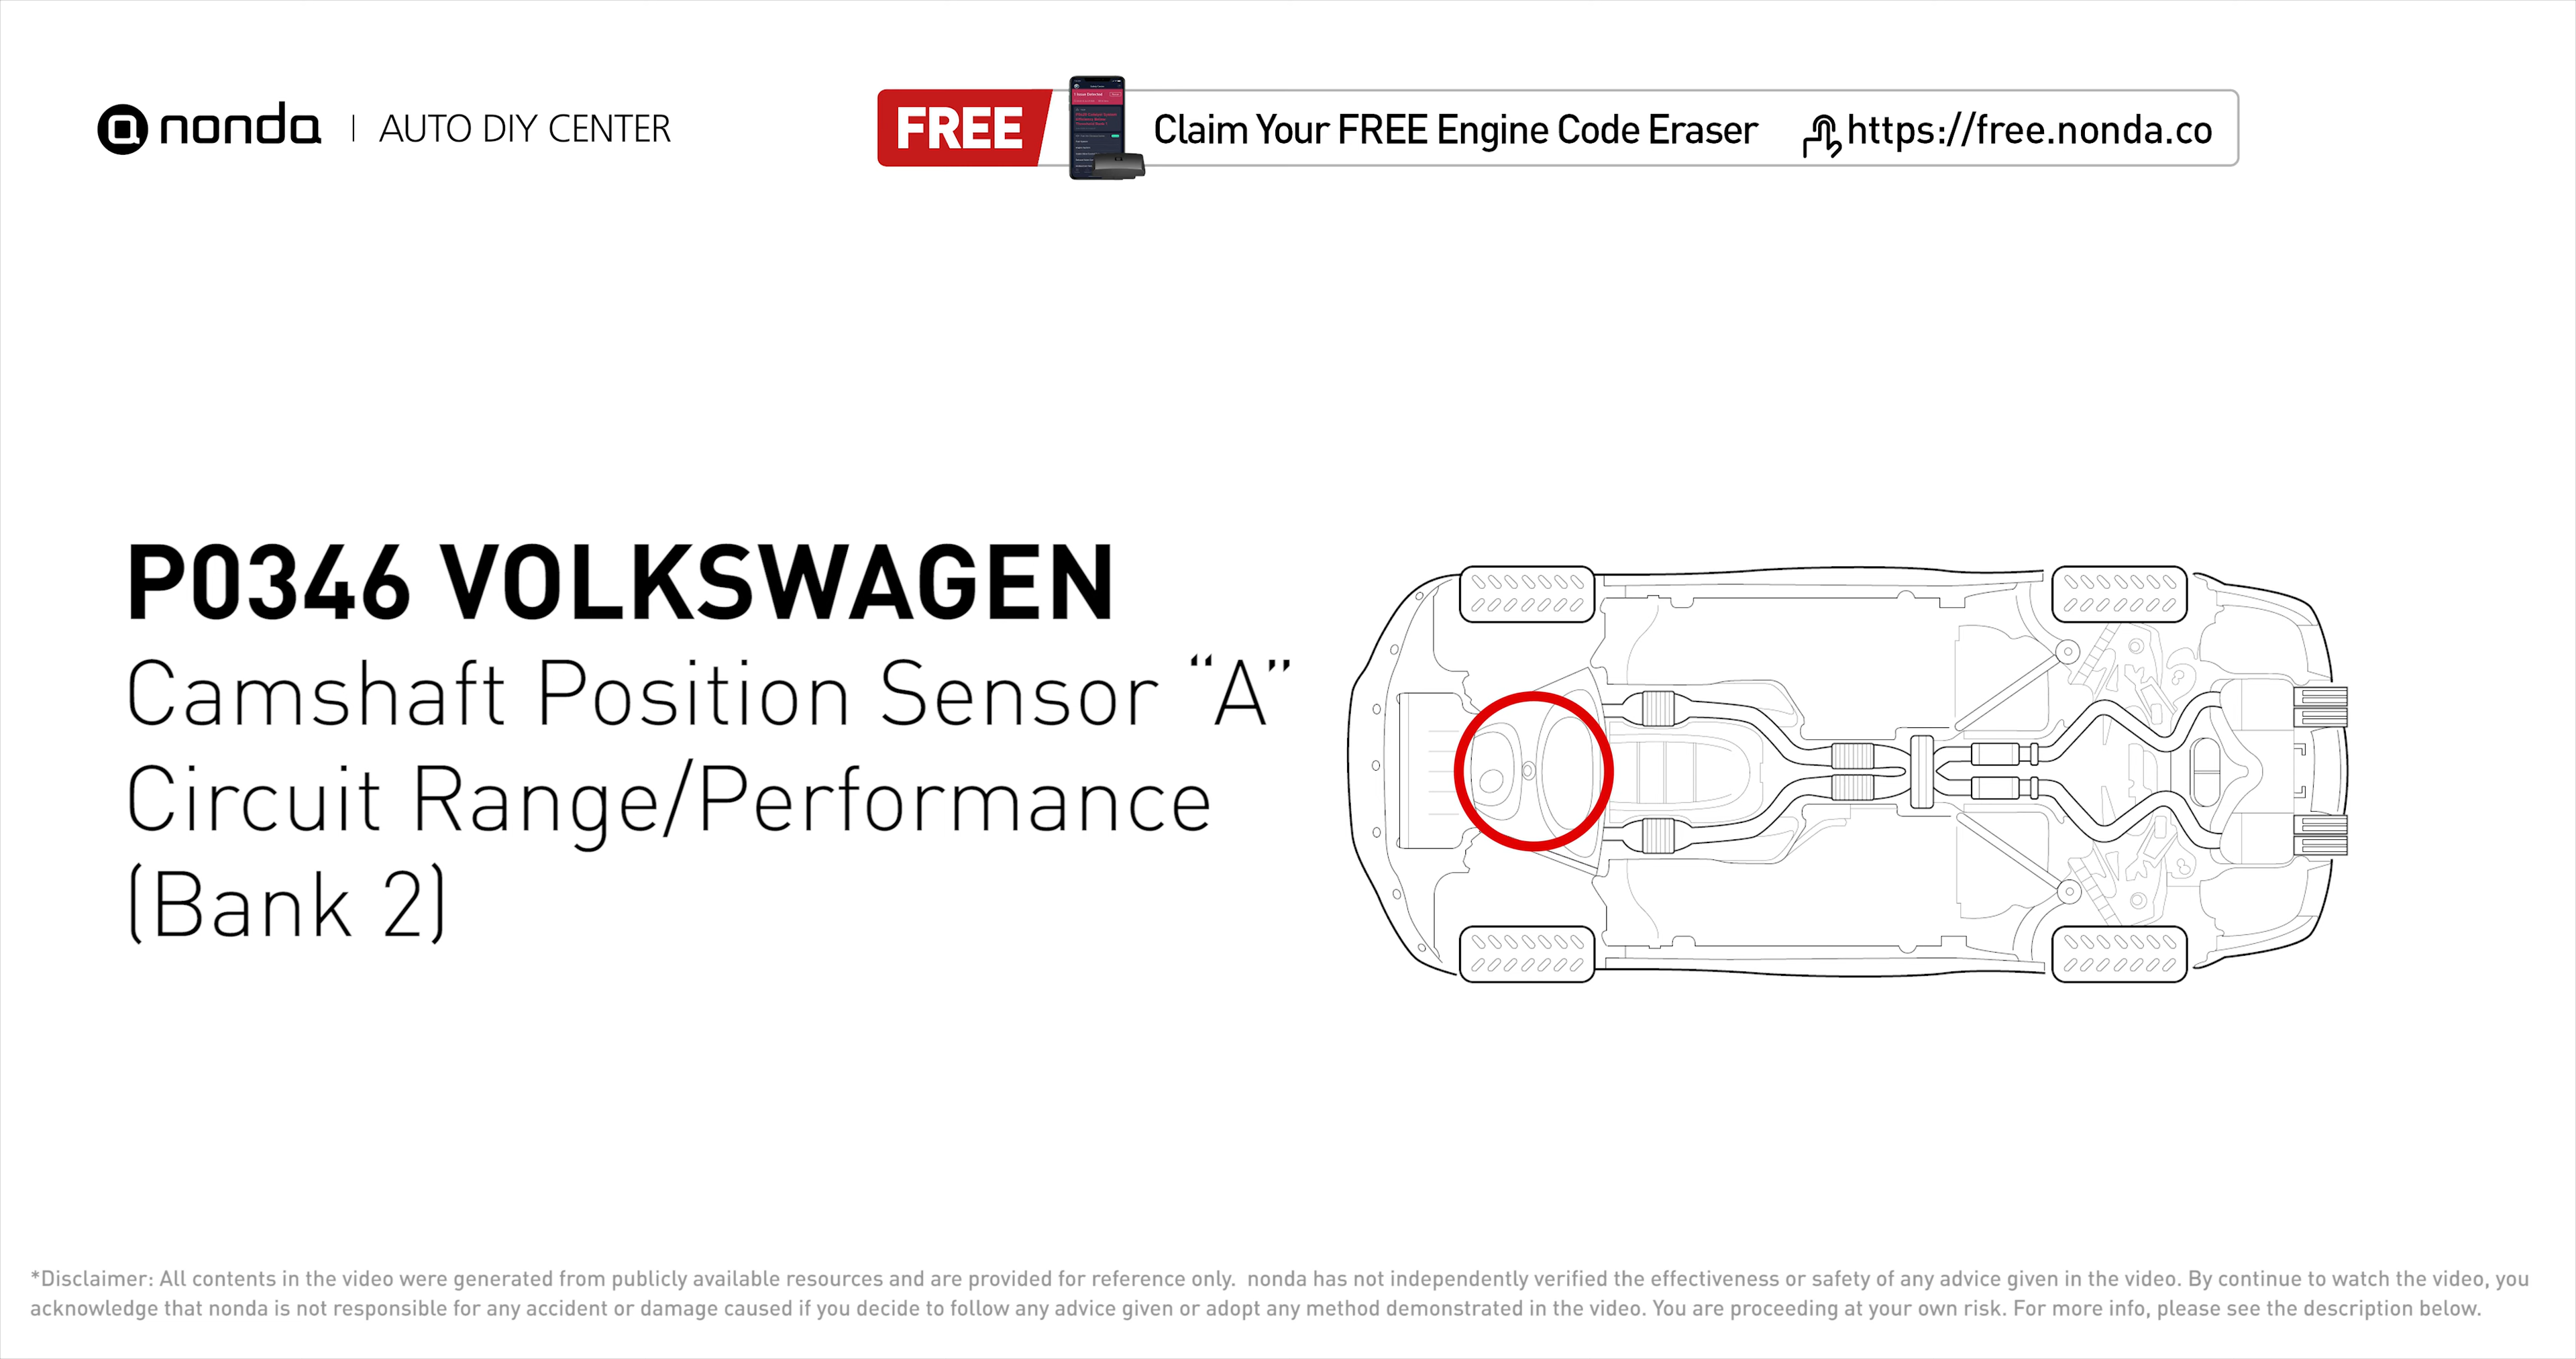 nonda | AUTO DIY CENTER
FREE
Claim Your FREE Engine Code Eraser
https://free.nonda.co
P0346 VOLKSWAGEN
Camshaft Position Sensor “A”
Circuit Range/Performance
(Bank 2)
*Disclaimer: All contents in the video were generated from publicly available resources and are provided for reference only. nonda has not independently verified the effectiveness or safety of any advice given in the video. By continue to watch the video, you
acknowledge that nonda is not responsible for any accident or damage caused if you decide to follow any advice given or adopt any method demonstrated in the video. You are proceeding at your own risk. For more info, please see the description below.